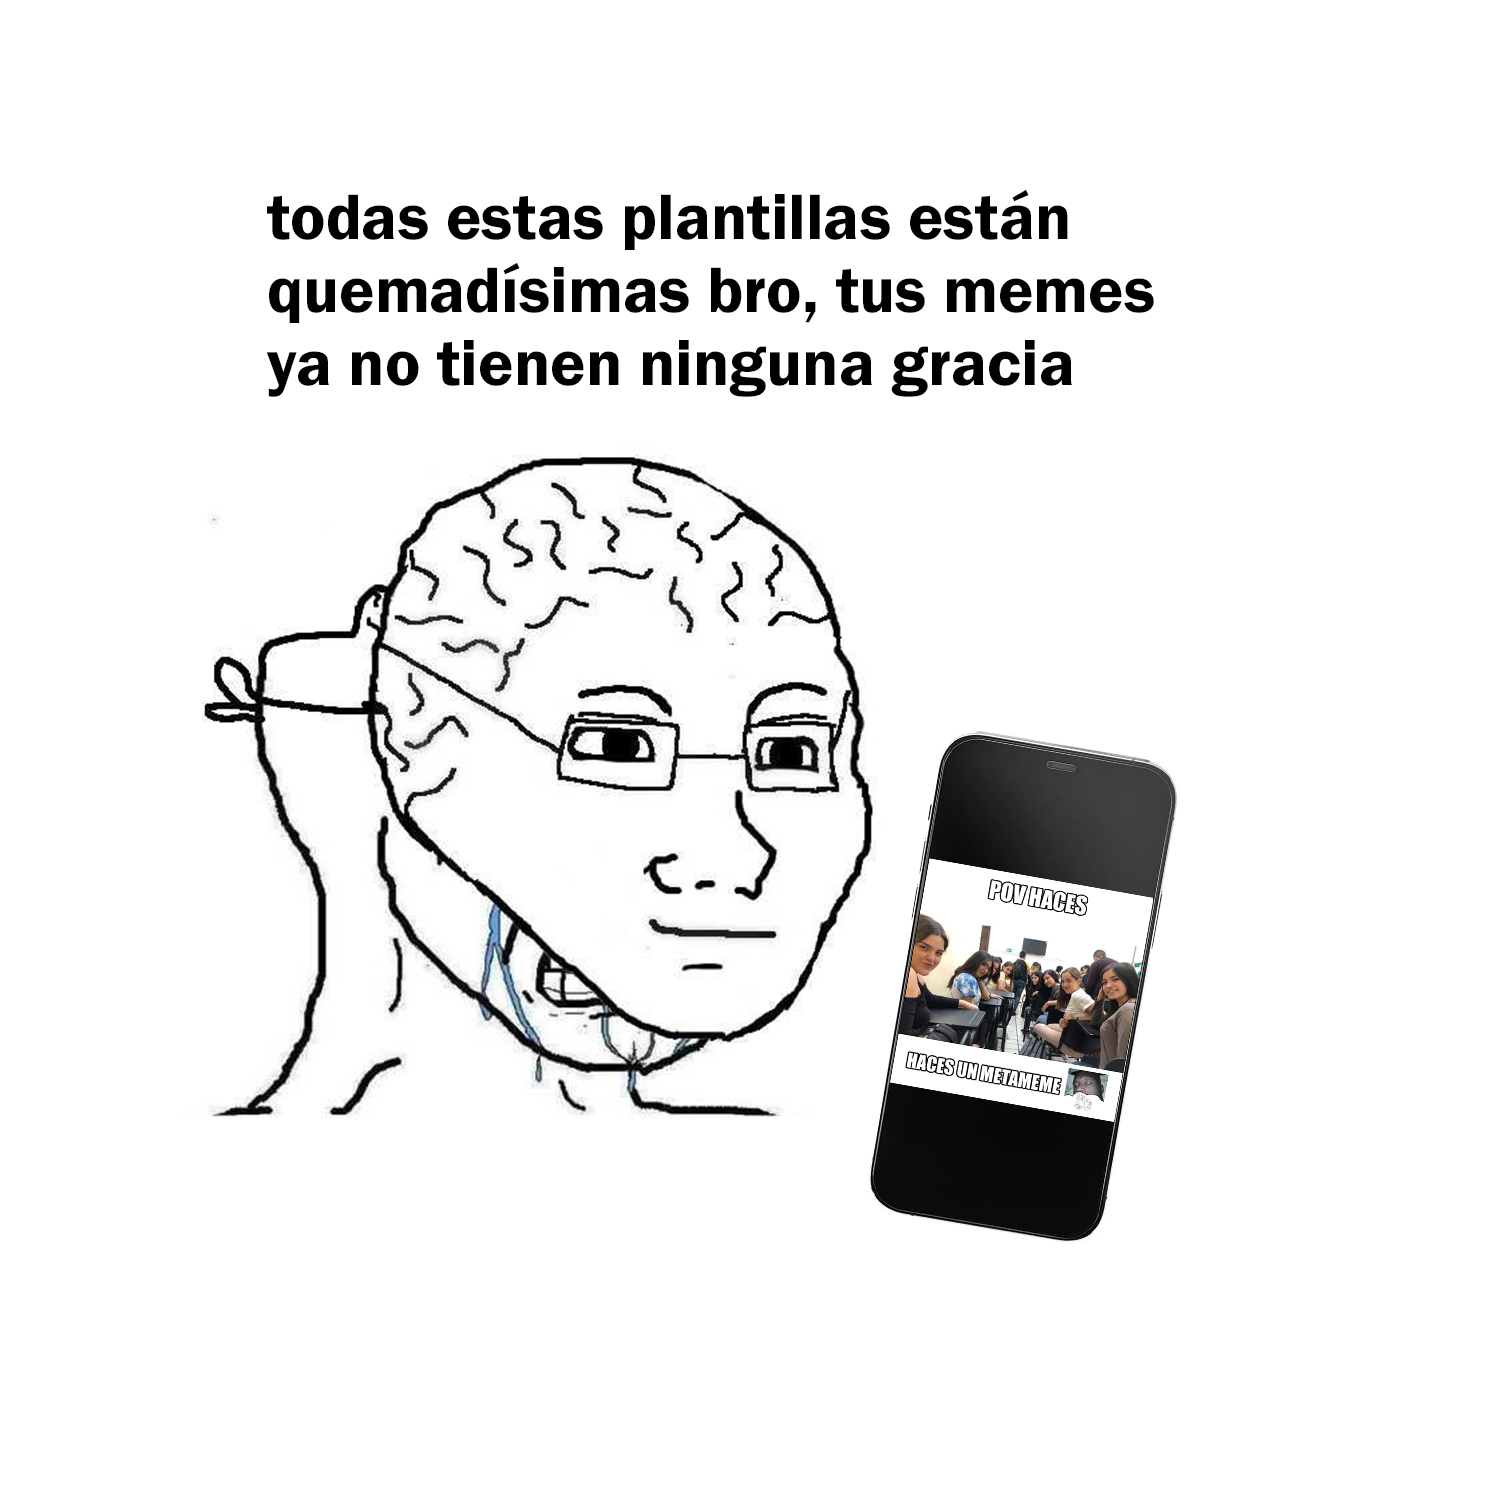 todas estas plantillas están
quemadísimas bro, tus memes
ya no tienen ninguna gracia
POV HACES
HACES UN METAMEME